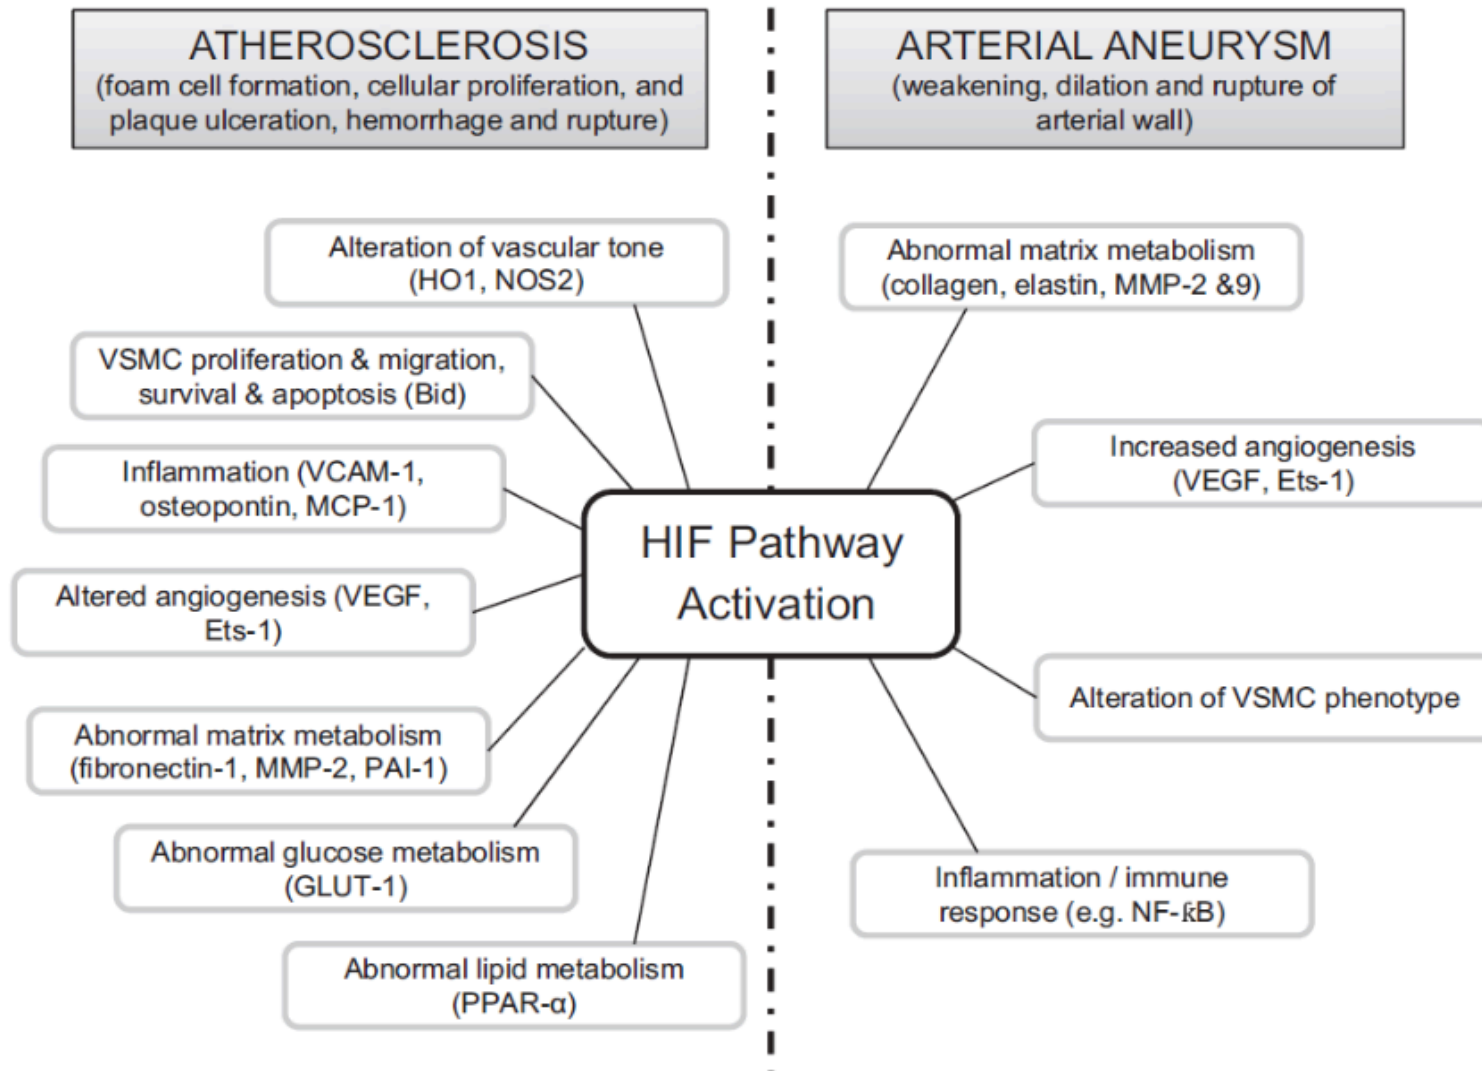 ATHEROSCLEROSIS
(foam cell formation, cellular proliferation, and
plaque ulceration, hemorrhage and rupture)
ARTERIAL ANEURYSM
(weakening, dilation and rupture of
arterial wall)
Alteration of vascular tone
(HO1, NOS2)
VSMC proliferation & migration,
survival & apoptosis (Bid)
Inflammation (VCAM-1,
osteopontin, MCP-1)
Altered angiogenesis (VEGF,
Ets-1)
Abnormal matrix metabolism
(fibronectin-1, MMP-2, PAI-1)
Abnormal glucose metabolism
(GLUT-1)
Abnormal lipid metabolism
(PPAR-α)
HIF Pathway
Activation
Abnormal matrix metabolism
(collagen, elastin, MMP-2 &9)
Increased angiogenesis
(VEGF, Ets-1)
Alteration of VSMC phenotype
Inflammation / immune
response (e.g. NF-ƙB)